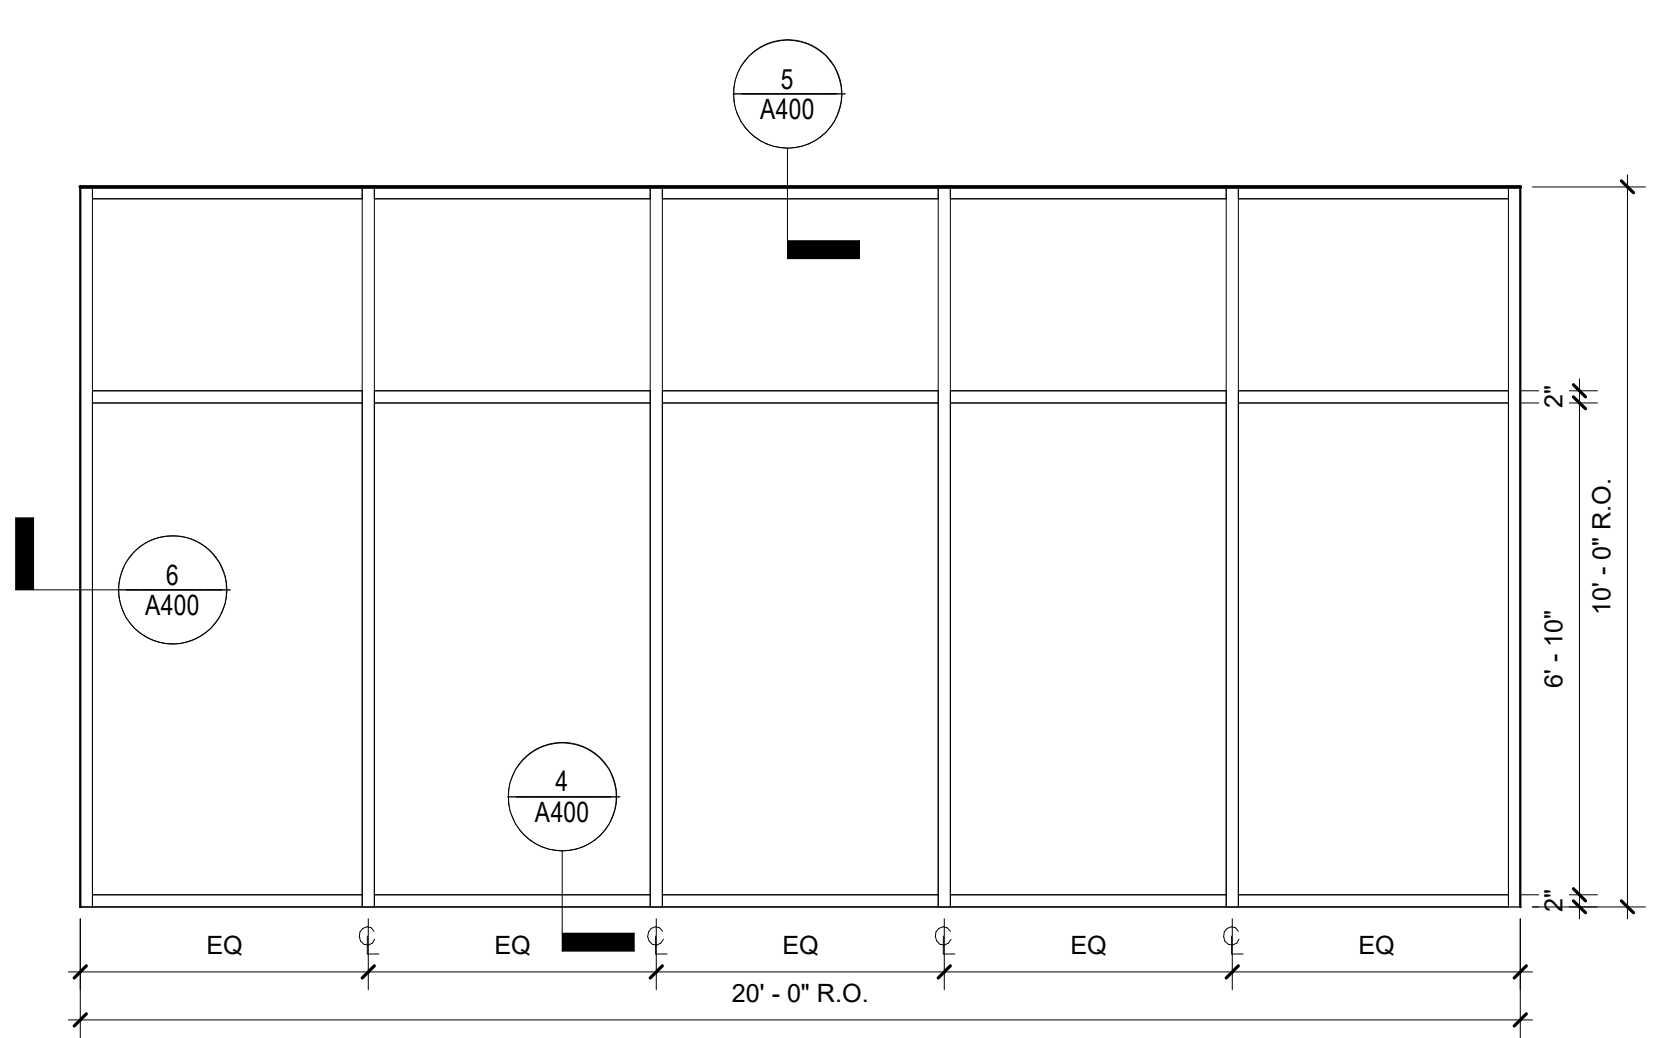 5
A400
2"
10' - 0" R.O.
6' - 10"
6
A400
4
A400
2"
EQ
℄
EQ
℄
EQ
℄
EQ
℄
EQ
20' - 0" R.O.